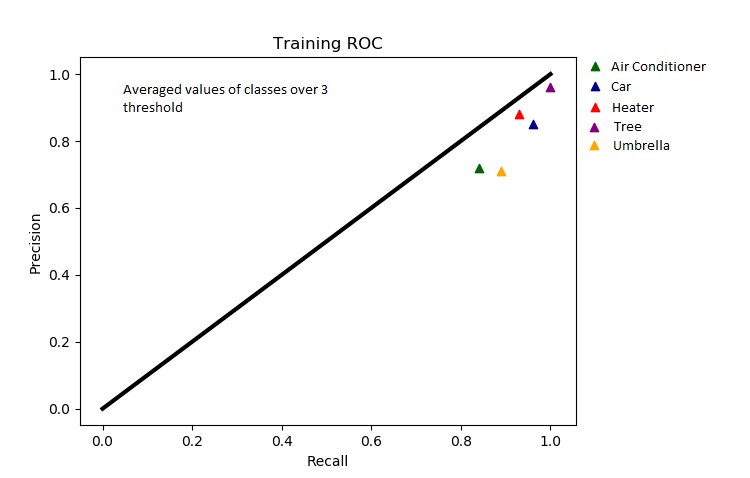 Training ROC
Averaged values of classes over 3
threshold
Air Conditioner
Car
Heater
Tree
Umbrella
Precision
1.0
0.8
0.6
0.4
0.2
0.0
0.0 0.2 0.4 0.6 0.8 1.0
Recall